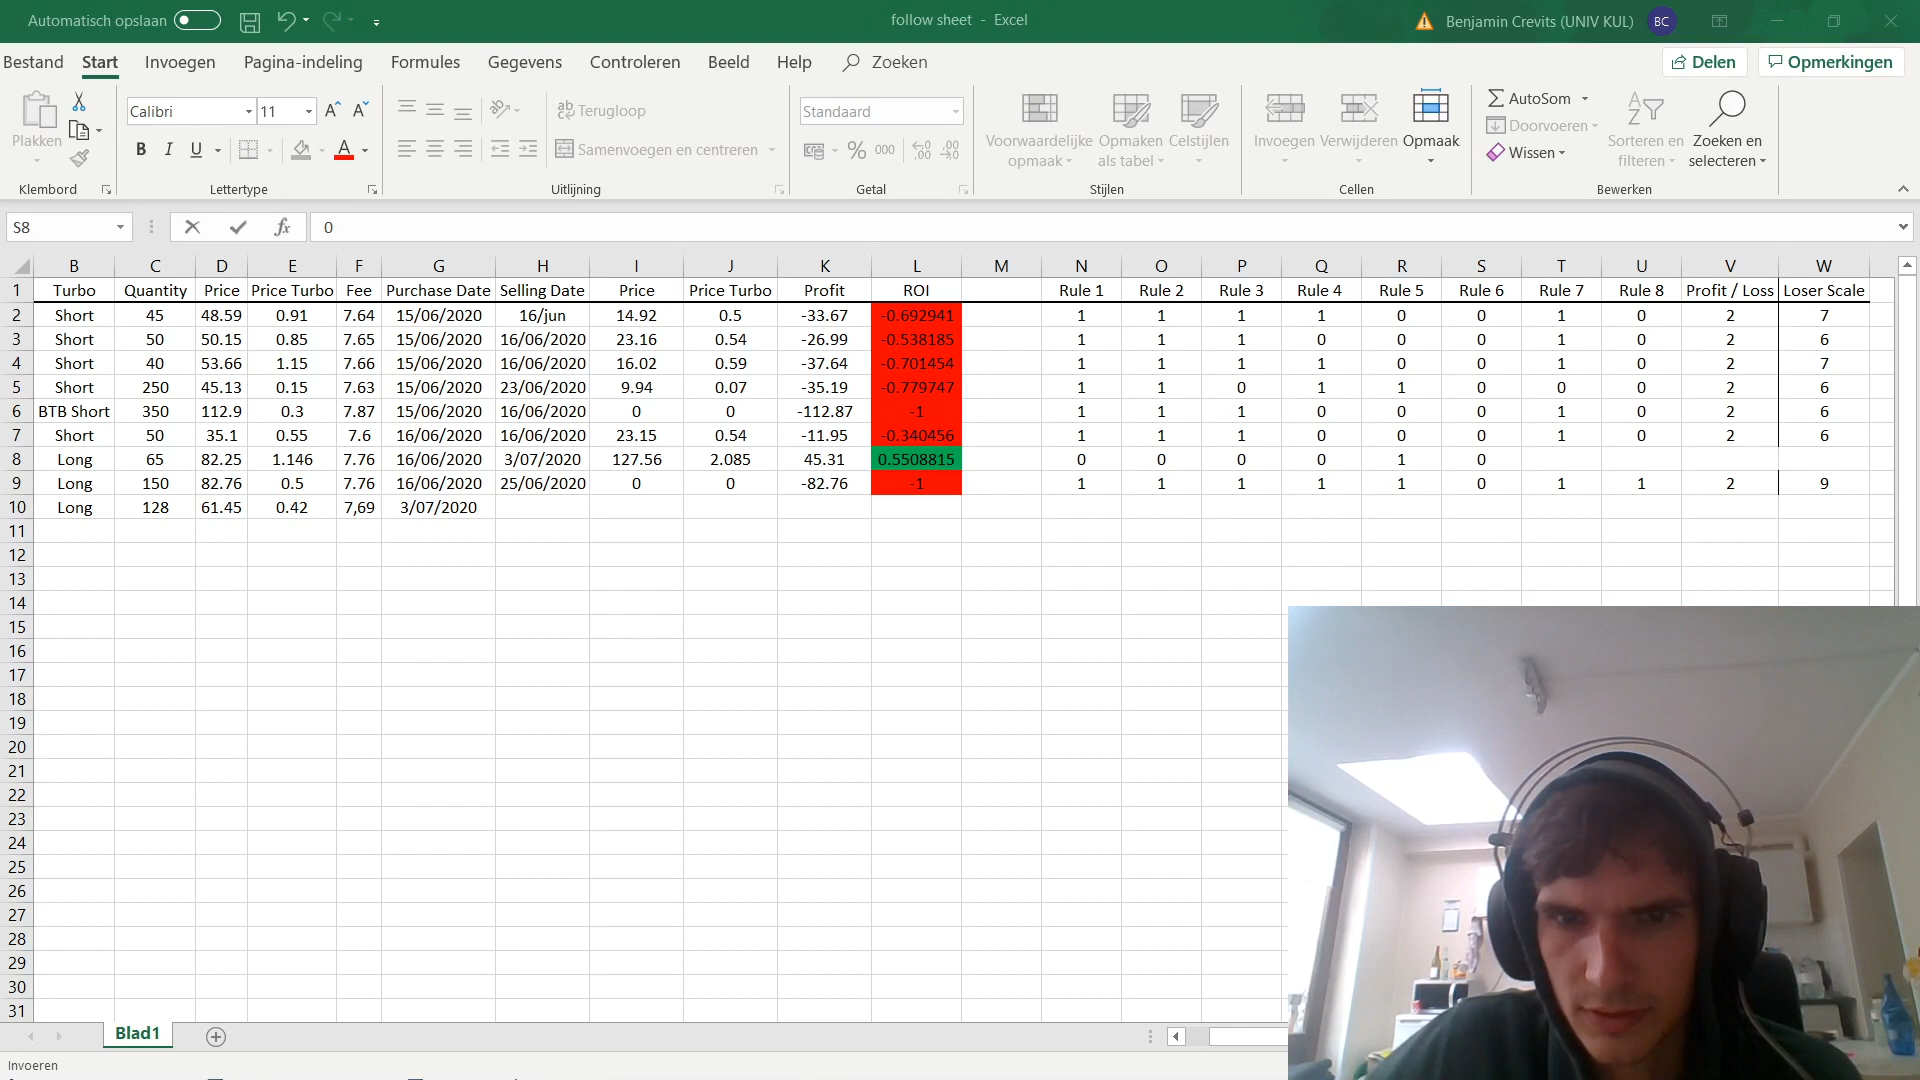 Automatisch opslaan follow sheet - Excel Benjamin Crevits (UNIV KUL) BC
Bestand Start Invoegen Pagina-indeling Formules Gegevens Controleren Beeld Help Zoeken Delen Opmerkingen
Plakken Calibri 11 A A ab Terugloop Standaard Voorwaardelijke opmaak Opmaken als tabel Celstijlen Invoegen Verwijderen Opmaak AutoSom Doorvoeren Wissen Sorteren en filteren Zoeken en selecteren
B I U A Samenvoegen en centreren % 000
Klembord Lettertype Uitlijning Getal Stijlen Cellen Bewerken
S8 fx 0
B C D E F G H I J K L M N O P Q R S T U V W
1 Turbo Quantity Price Price Turbo Fee Purchase Date Selling Date Price Price Turbo Profit ROI Rule 1 Rule 2 Rule 3 Rule 4 Rule 5 Rule 6 Rule 7 Rule 8 Profit / Loss Loser Scale
2 Short 45 48.59 0.91 7.64 15/06/2020 16/jun 14.92 0.5 -33.67 -0.692941 1 1 1 1 0 0 1 0 2 7
3 Short 50 50.15 0.85 7.65 15/06/2020 16/06/2020 23.16 0.54 -26.99 -0.538185 1 1 1 0 0 0 1 0 2 6
4 Short 40 53.66 1.15 7.66 15/06/2020 16/06/2020 16.02 0.59 -37.64 -0.701454 1 1 1 1 0 0 1 0 2 7
5 Short 250 45.13 0.15 7.63 15/06/2020 23/06/2020 9.94 0.07 -35.19 -0.779747 1 1 0 1 1 0 0 0 2 6
6 BTB Short 350 112.9 0.3 7.87 15/06/2020 16/06/2020 0 0 -112.87 -1 1 1 1 0 0 0 1 0 2 6
7 Short 50 35.1 0.55 7.6 16/06/2020 16/06/2020 23.15 0.54 -11.95 -0.340456 1 1 1 0 0 0 1 0 2 6
8 Long 65 82.25 1.146 7.76 16/06/2020 3/07/2020 127.56 2.085 45.31 0.5508815 0 0 0 0 1 0
9 Long 150 82.76 0.5 7.76 16/06/2020 25/06/2020 0 0 -82.76 -1 1 1 1 1 1 0 1 1 2 9
10 Long 128 61.45 0.42 7,69 3/07/2020
11
12
13
14
15
16
17
18
19
20
21
22
23
24
25
26
27
28
29
30
31
Blad1
Invoeren